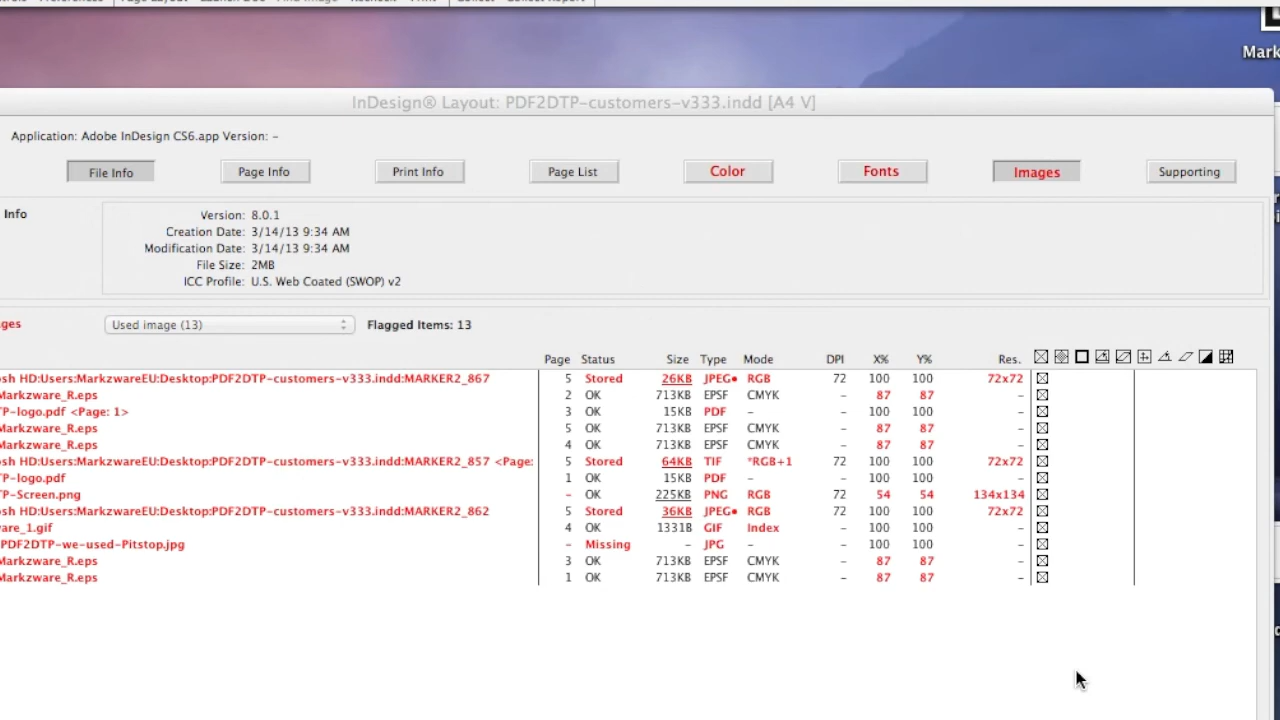 Mark
InDesign® Layout: PDF2DTP-customers-v333.indd [A4 V]
Application: Adobe InDesign CS6.app Version: –
File Info Page Info Print Info Page List Color Fonts Images Supporting
Info
Version: 8.0.1
Creation Date: 3/14/13 9:34 AM
Modification Date: 3/14/13 9:34 AM
File Size: 2MB
ICC Profile: U.S. Web Coated (SWOP) v2
ges Used image (13) Flagged Items: 13
Page Status Size Type Mode DPI X% Y% Res.
sh HD:Users:MarkzwareEU:Desktop:PDF2DTP-customers-v333.indd:MARKER2_867 5 Stored 26KB JPEG• RGB 72 100 100 72x72
Markzware_R.eps 2 OK 713KB EPSF CMYK – 87 87 –
TP-logo.pdf <Page: 1> 3 OK 15KB PDF – – 100 100 –
Markzware_R.eps 5 OK 713KB EPSF CMYK – 87 87 –
Markzware_R.eps 4 OK 713KB EPSF CMYK – 87 87 –
sh HD:Users:MarkzwareEU:Desktop:PDF2DTP-customers-v333.indd:MARKER2_857 <Page: 5 Stored 64KB TIF *RGB+1 72 100 100 72x72
TP-logo.pdf 1 OK 15KB PDF – – 100 100 –
TP-Screen.png – OK 225KB PNG RGB 72 54 54 134x134
sh HD:Users:MarkzwareEU:Desktop:PDF2DTP-customers-v333.indd:MARKER2_862 5 Stored 36KB JPEG• RGB 72 100 100 72x72
are_1.gif 4 OK 1331B GIF Index – 100 100 –
PDF2DTP-we-used-Pitstop.jpg – Missing – JPG – – 100 100 –
Markzware_R.eps 3 OK 713KB EPSF CMYK – 87 87 –
Markzware_R.eps 1 OK 713KB EPSF CMYK – 87 87 –